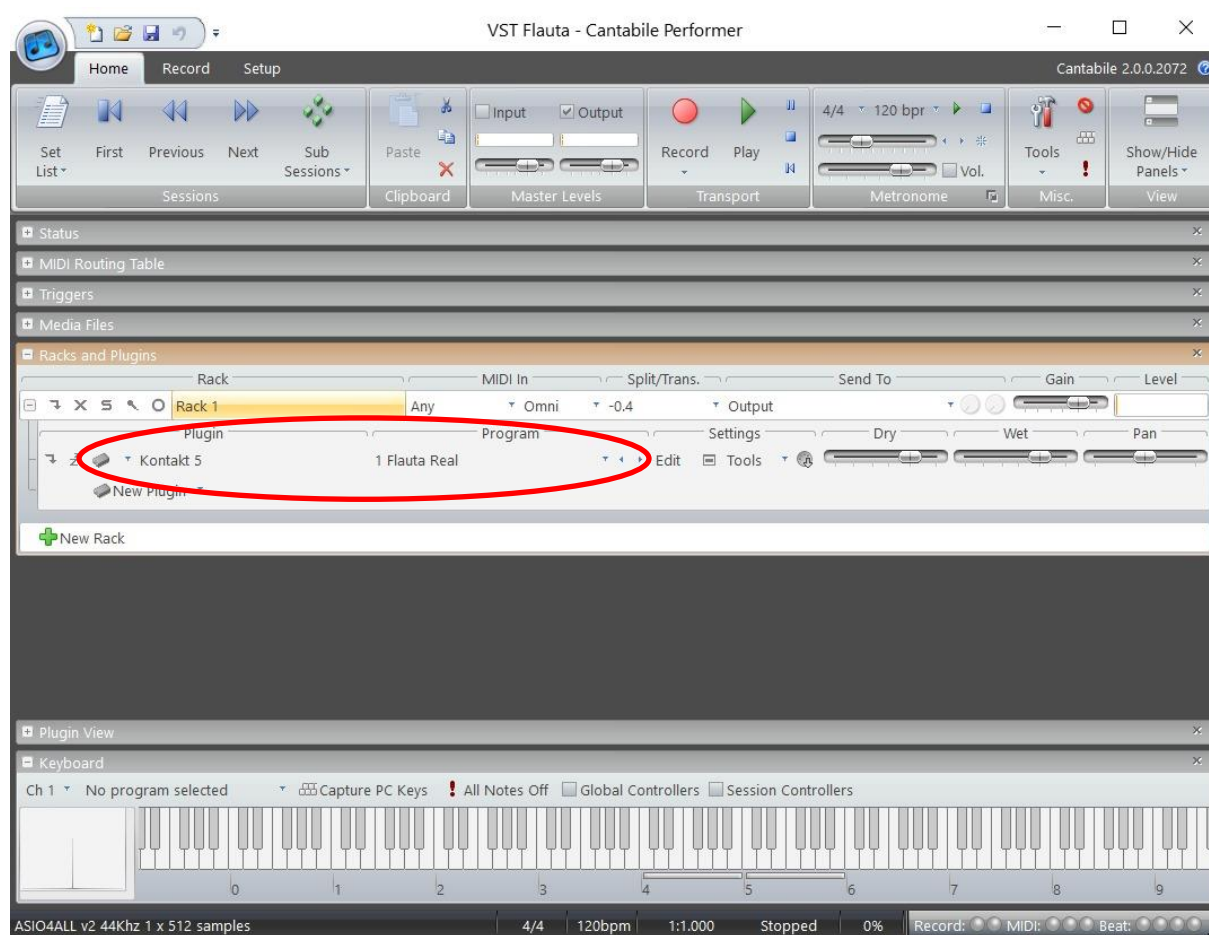 VST Flauta - Cantabile Performer
Home Record Setup Cantabile 2.0.0.2072
Input Output 4/4 120 bpr
Set List First Previous Next Sub Sessions Paste Record Play Vol. Tools Show/Hide Panels
Sessions Clipboard Master Levels Transport Metronome Misc. View
Status
MIDI Routing Table
Triggers
Media Files
Racks and Plugins
Rack MIDI In Split/Trans. Send To Gain Level
X S O Rack 1 Any Omni -0.4 Output
Plugin Program Settings Dry Wet Pan
Kontakt 5 1 Flauta Real Edit Tools
New Plugin
New Rack
Plugin View
Keyboard
Ch 1 No program selected Capture PC Keys All Notes Off Global Controllers Session Controllers
0 1 2 3 4 5 6 7 8 9
ASIO4ALL v2 44Khz 1 x 512 samples 4/4 120bpm 1:1.000 Stopped 0% Record: MIDI: Beat: